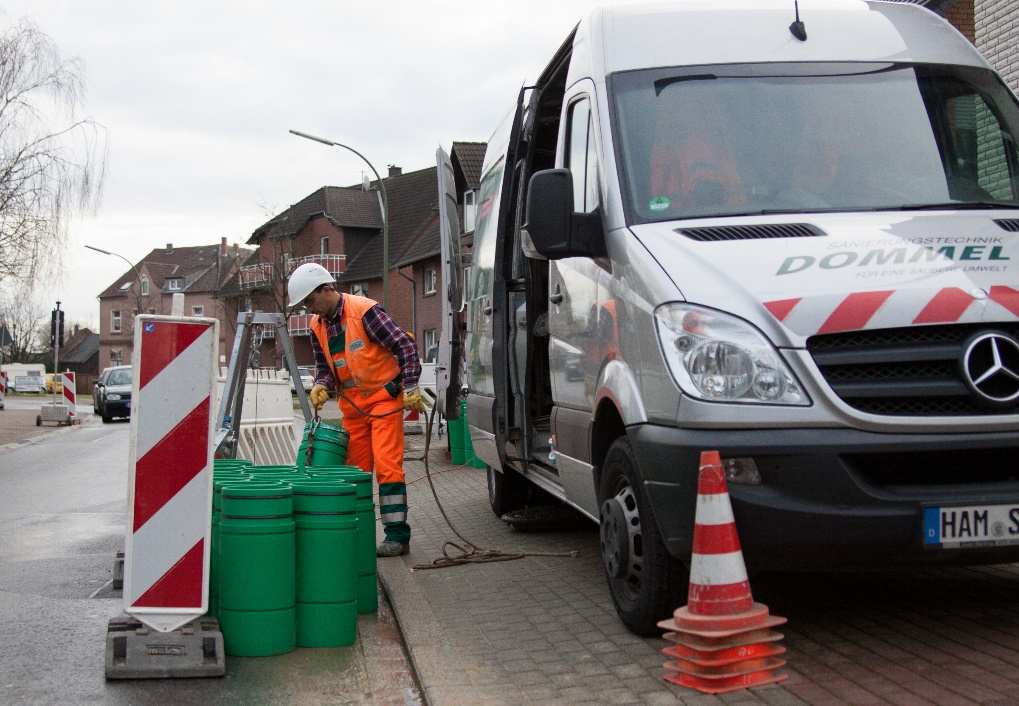 SANIERUNGSTECHNIK
DOMMEL
FÜR EINE SAUBERE UMWELT
D
HAM S